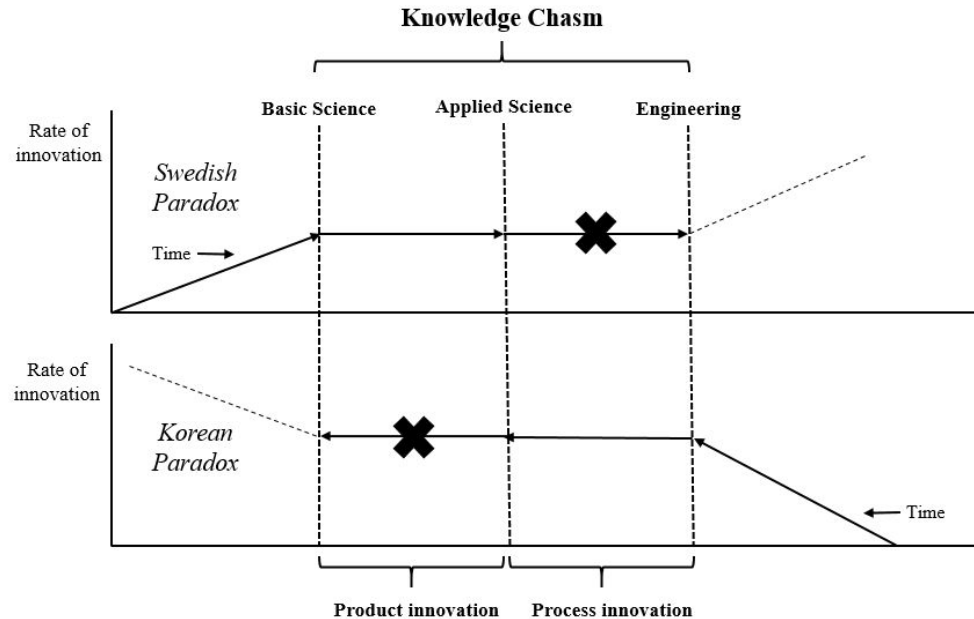 Knowledge Chasm
Basic Science
Applied Science
Engineering
Rate of
innovation
Swedish
Paradox
Time
Rate of
innovation
Korean
Paradox
Time
Product innovation
Process innovation